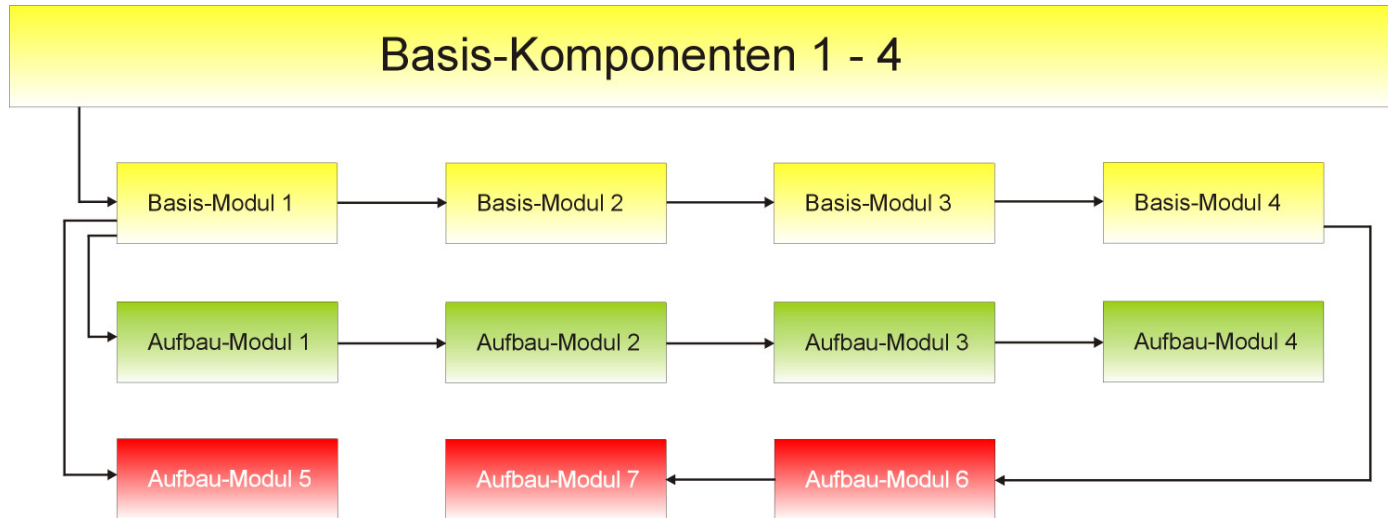 Basis-Komponenten 1 - 4
Basis-Modul 1
Basis-Modul 2
Basis-Modul 3
Basis-Modul 4
Aufbau-Modul 1
Aufbau-Modul 2
Aufbau-Modul 3
Aufbau-Modul 4
Aufbau-Modul 5
Aufbau-Modul 7
Aufbau-Modul 6